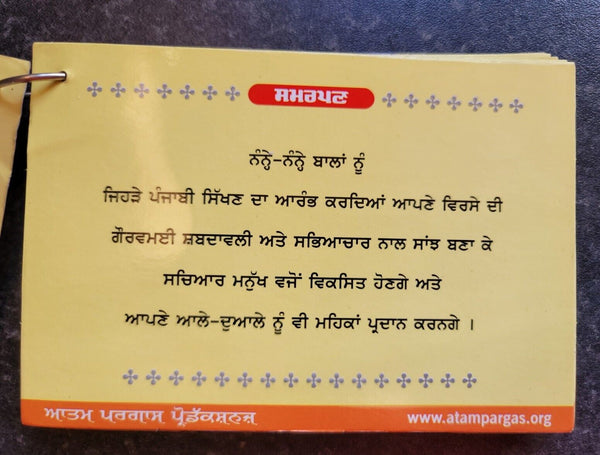 ਸਮਰਪਣ
ਨੰਨ੍ਹੇ-ਨੰਨ੍ਹੇ ਬਾਲਾਂ ਨੂੰ
ਜਿਹੜੇ ਪੰਜਾਬੀ ਸਿੱਖਣ ਦਾ ਆਰੰਭ ਕਰਦਿਆਂ ਆਪਣੇ ਵਿਰਸੇ ਦੀ
ਗੌਰਵਮਈ ਸ਼ਬਦਾਵਲੀ ਅਤੇ ਸਭਿਆਚਾਰ ਨਾਲ ਸਾਂਝ ਬਣਾ ਕੇ
ਸਚਿਆਰ ਮਨੁੱਖ ਵਜੋਂ ਵਿਕਸਿਤ ਹੋਣਗੇ ਅਤੇ
ਆਪਣੇ ਆਲੇ-ਦੁਆਲੇ ਨੂੰ ਵੀ ਮਹਿਕਾਂ ਪ੍ਰਦਾਨ ਕਰਨਗੇ ।
ਆਤਮ ਪਰਗਾਸ ਪ੍ਰੋਡੱਕਸ਼ਨਜ਼ www.atampargas.org